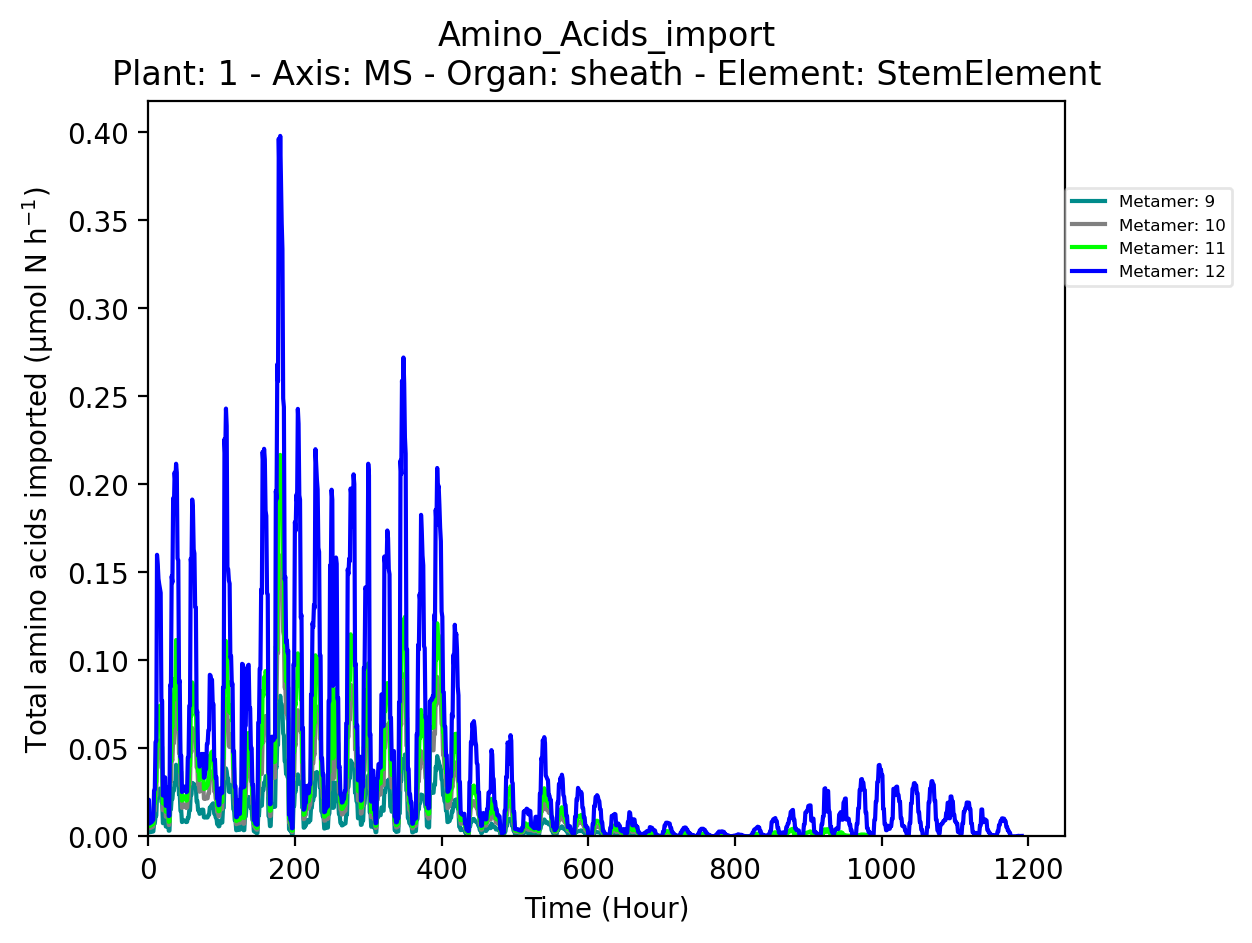 Amino_Acids_import
Plant: 1 - Axis: MS - Organ: sheath - Element: StemElement
Total amino acids imported (µmol N h⁻¹)
0.40
0.35
0.30
0.25
0.20
0.15
0.10
0.05
0.00
Metamer: 9
Metamer: 10
Metamer: 11
Metamer: 12
0 200 400 600 800 1000 1200
Time (Hour)